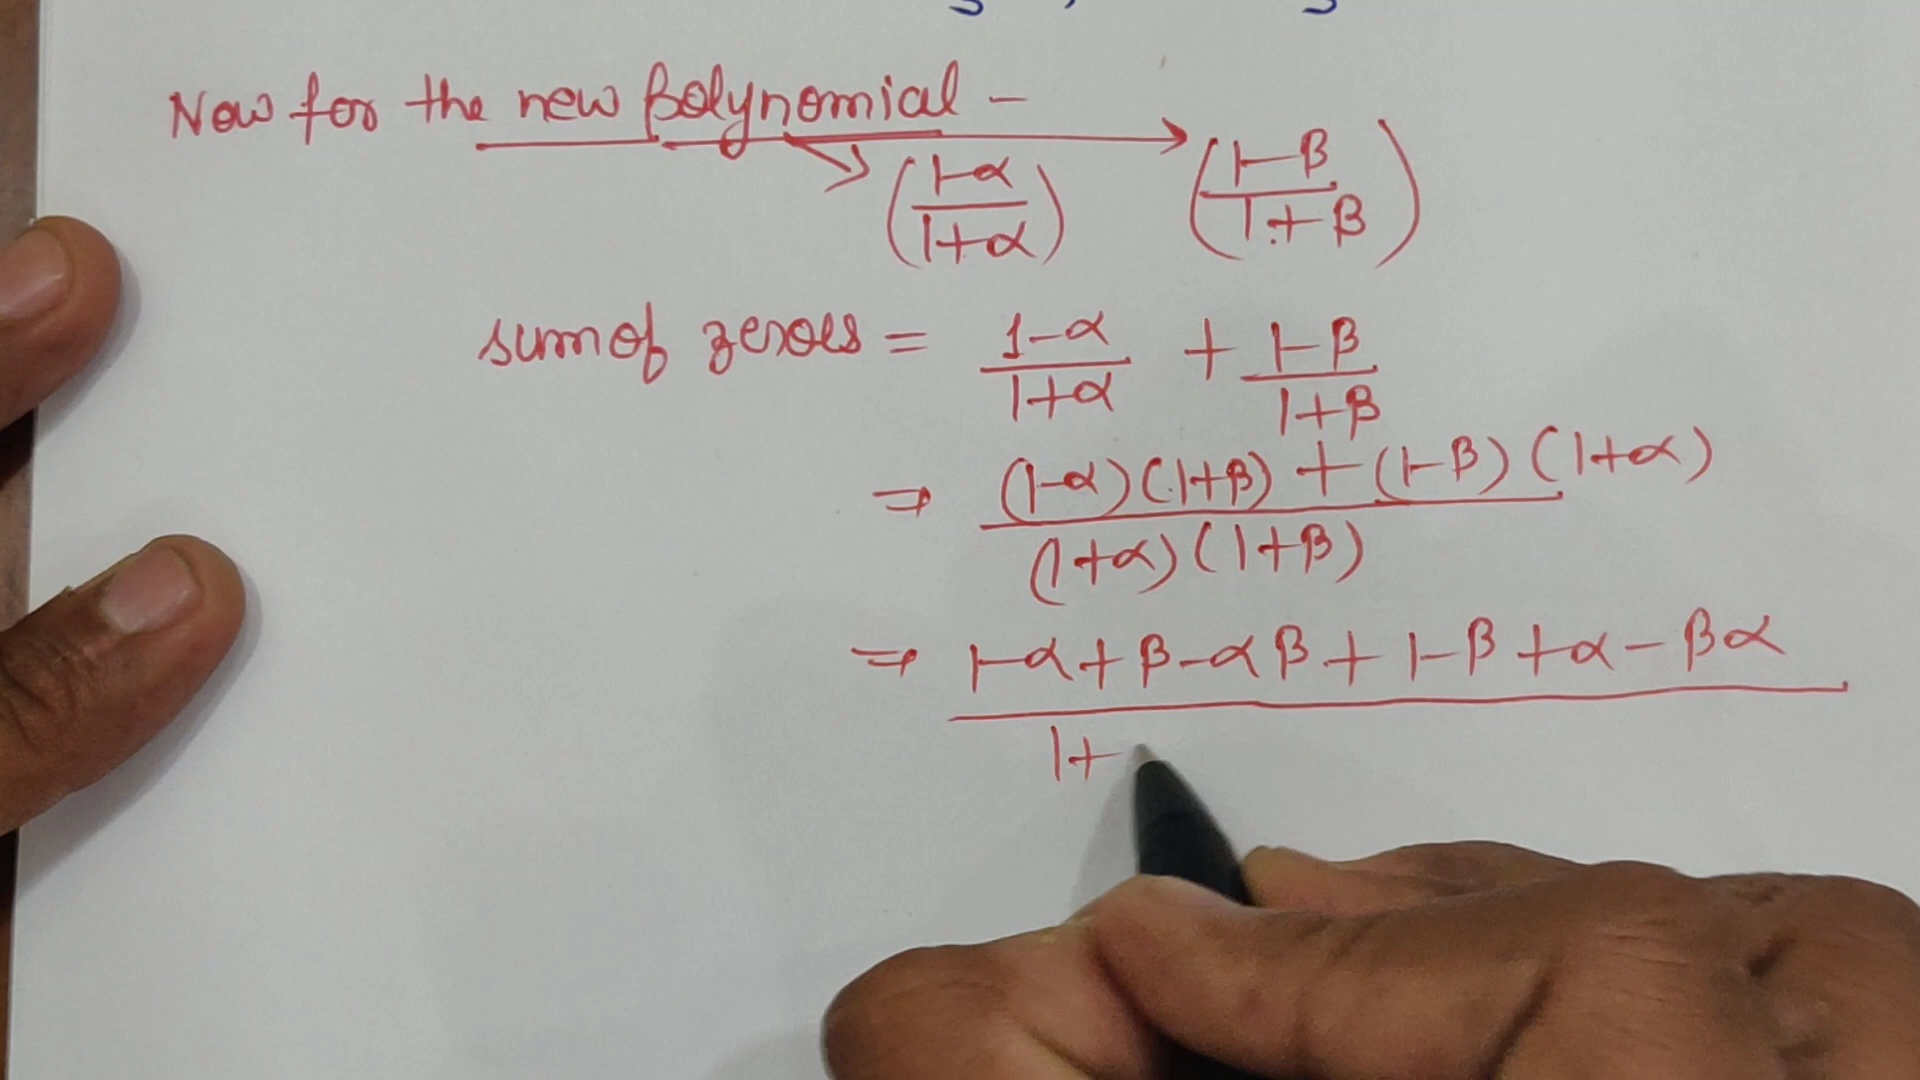 Now for the new polynomial -
(1-α/1+α) (1-β/1+β)
sum of zeroes = 1-α/1+α + 1-β/1+β
⇒ (1-α)(1+β) + (1-β)(1+α)/(1+α)(1+β)
⇒ 1-α+β-αβ+1-β+α-βα
1+